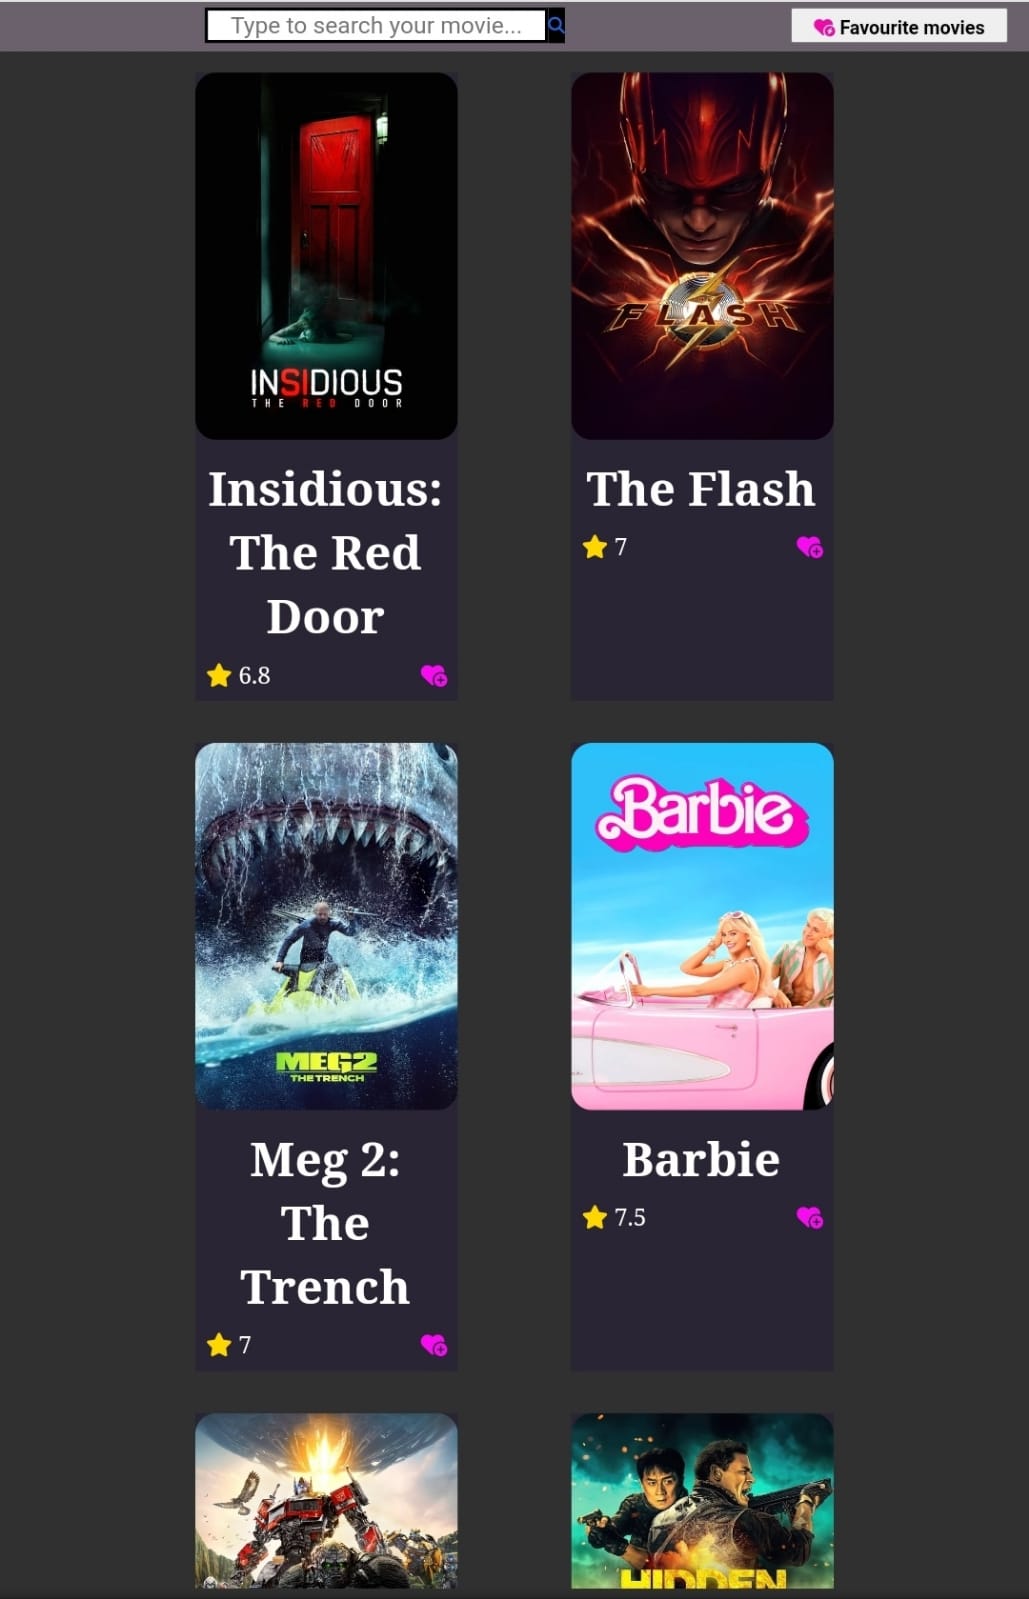 Type to search your movie...
Favourite movies
INSIDIOUS
THE RED DOOR
FLASH
Insidious:
The Red
Door
6.8
The Flash
7
MEG2
THE TRENCH
Barbie
Meg 2:
The
Trench
7
Barbie
7.5
HIDDEN